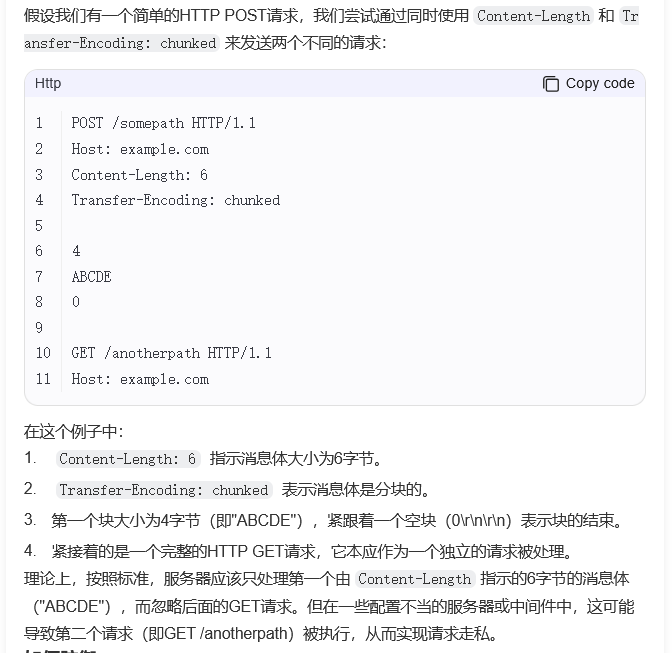 假设我们有一个简单的HTTP POST请求，我们尝试通过同时使用 Content-Length 和 Tr
ansfer-Encoding: chunked 来发送两个不同的请求：
Http
Copy code
1 POST /somepath HTTP/1.1
2 Host: example.com
3 Content-Length: 6
4 Transfer-Encoding: chunked
5
6 4
7 ABCDE
8 0
9
10 GET /anotherpath HTTP/1.1
11 Host: example.com
在这个例子中：
1. Content-Length: 6 指示消息体大小为6字节。
2. Transfer-Encoding: chunked 表示消息体是分块的。
3. 第一个块大小为4字节（即"ABCDE"），紧跟着一个空块（0\r\n\r\n）表示块的结束。
4. 紧接着的是一个完整的HTTP GET请求，它本应作为一个独立的请求被处理。
理论上，按照标准，服务器应该只处理第一个由 Content-Length 指示的6字节的消息体
（"ABCDE"），而忽略后面的GET请求。但在一些配置不当的服务器或中间件中，这可能
导致第二个请求（即GET /anotherpath）被执行，从而实现请求走私。